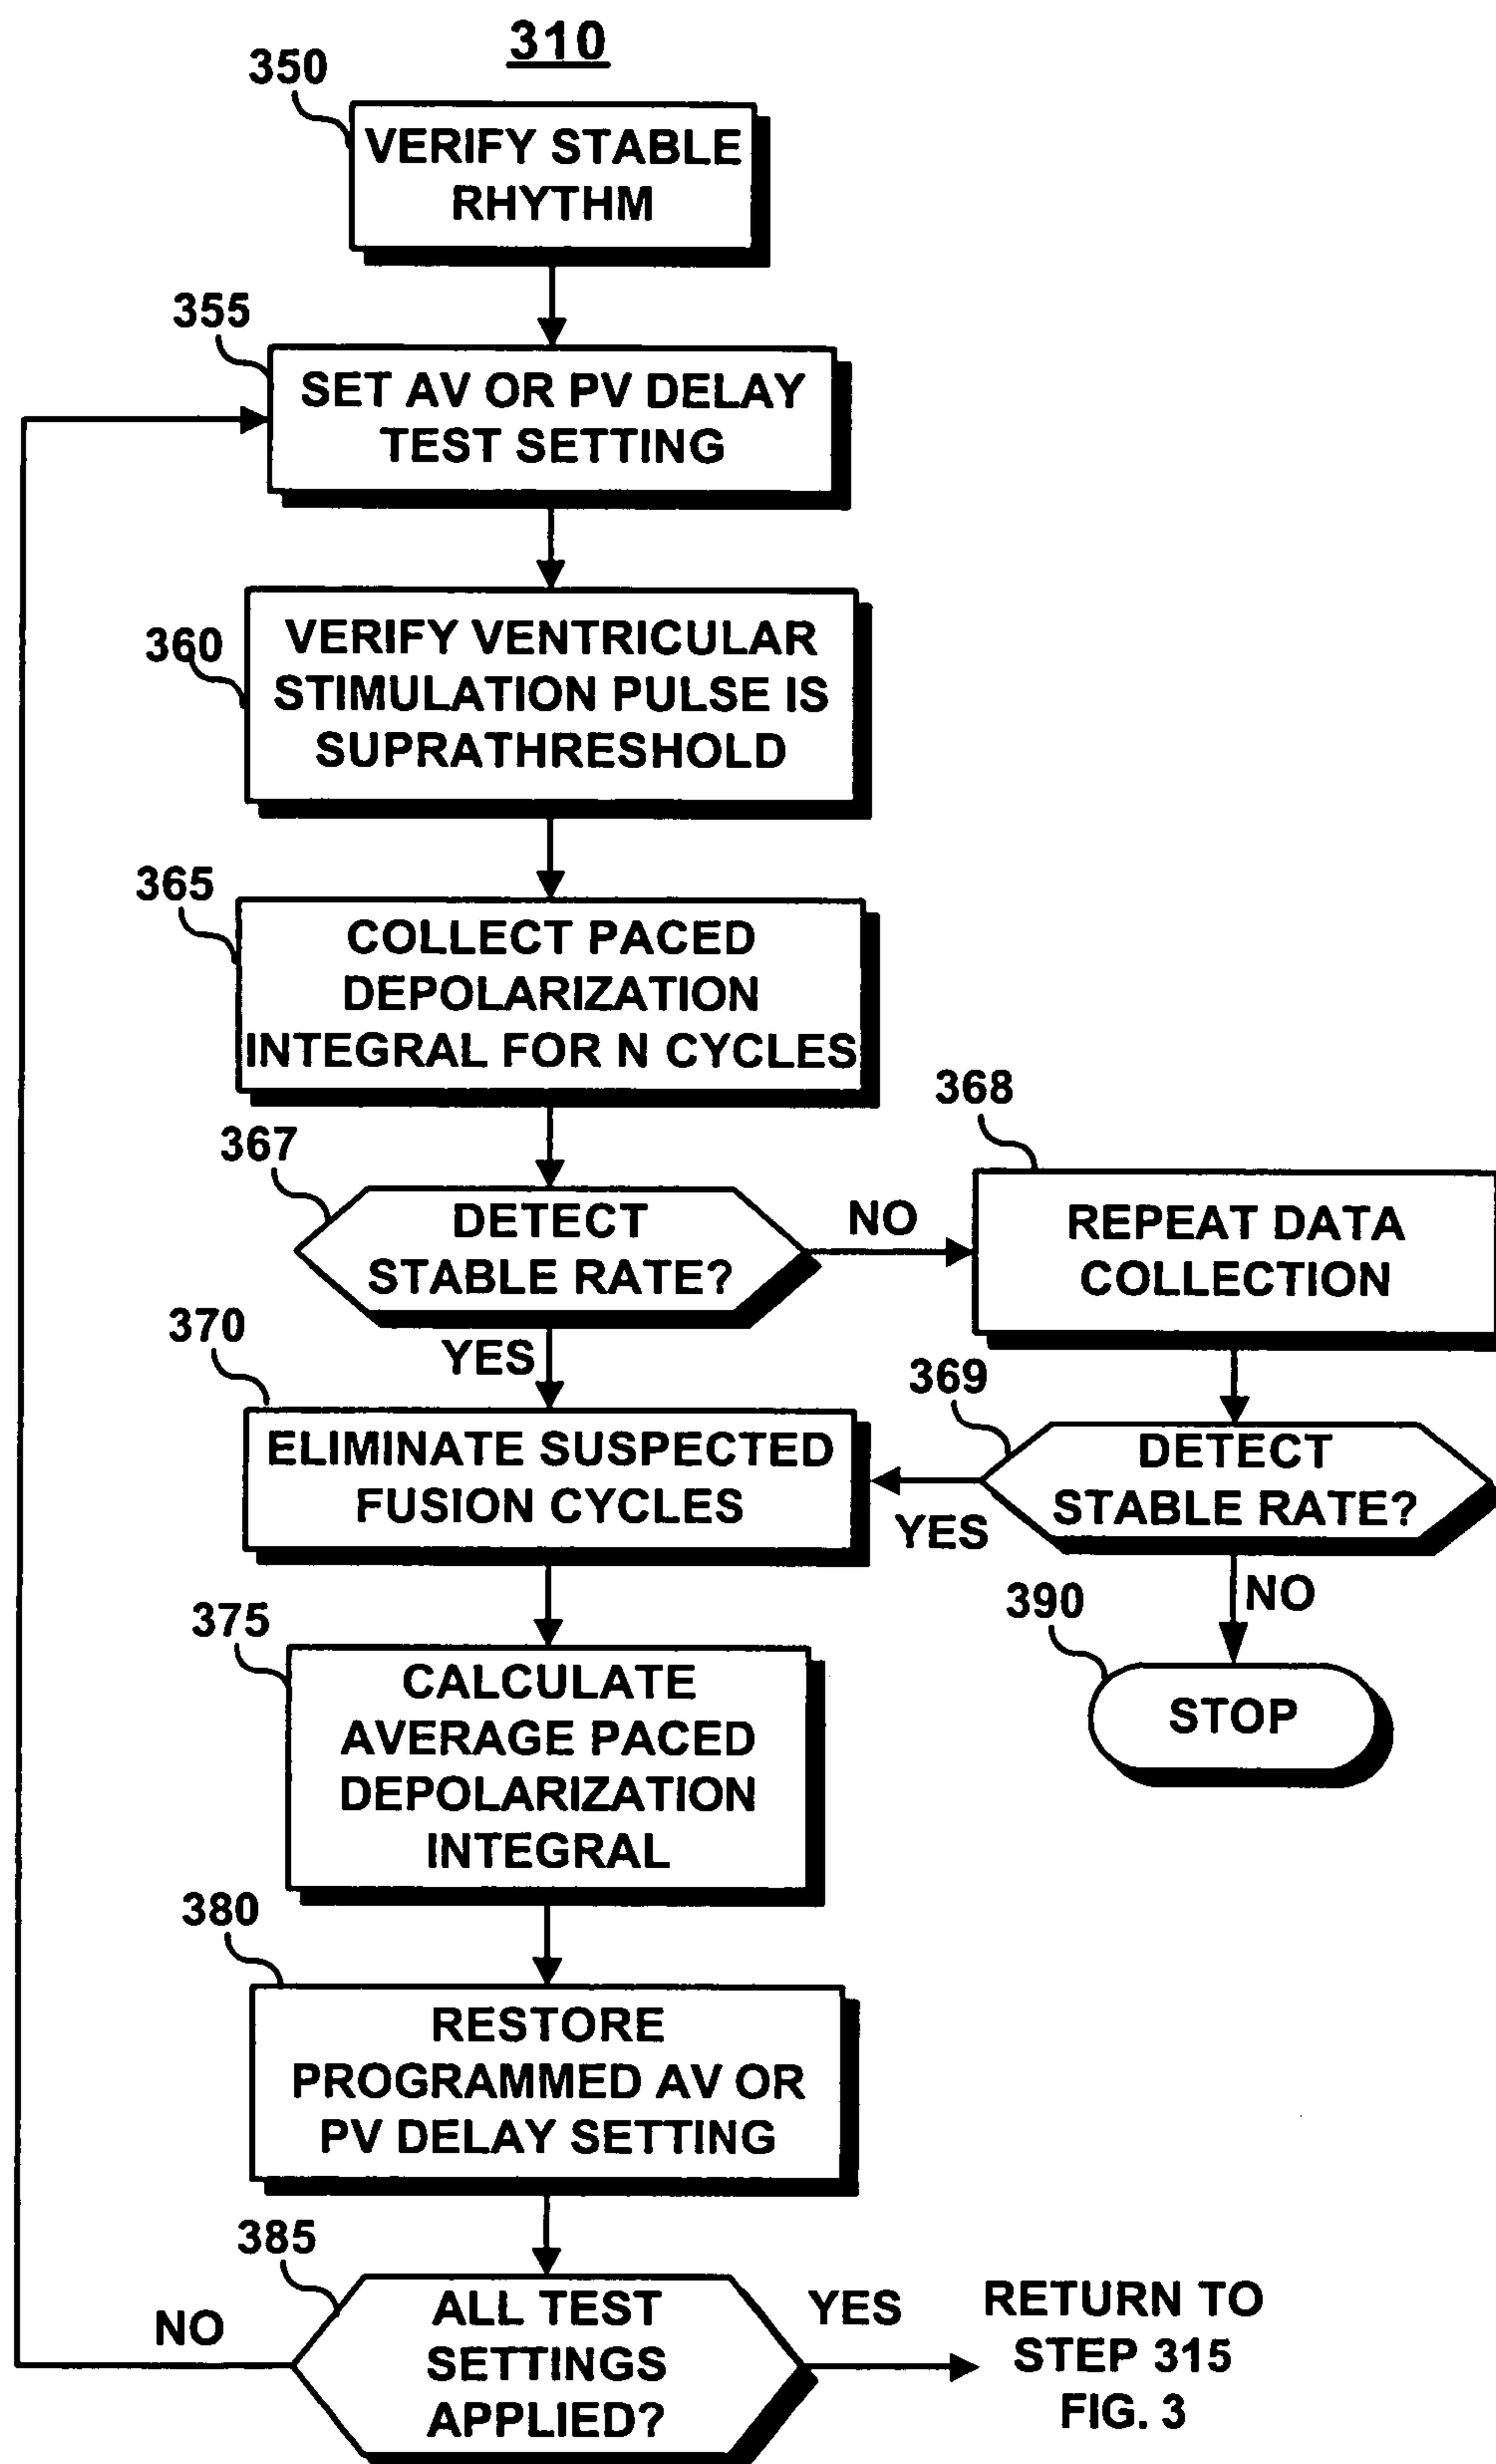 310
350
VERIFY STABLE
RHYTHM
355
SET AV OR PV DELAY
TEST SETTING
360
VERIFY VENTRICULAR
STIMULATION PULSE IS
SUPRATHRESHOLD
365
COLLECT PACED
DEPOLARIZATION
INTEGRAL FOR N CYCLES
367
DETECT
STABLE RATE?
NO
368
REPEAT DATA
COLLECTION
YES
369
DETECT
STABLE RATE?
YES
NO
390
STOP
370
ELIMINATE SUSPECTED
FUSION CYCLES
375
CALCULATE
AVERAGE PACED
DEPOLARIZATION
INTEGRAL
380
RESTORE
PROGRAMMED AV OR
PV DELAY SETTING
385
ALL TEST
SETTINGS
APPLIED?
NO
YES
RETURN TO
STEP 315
FIG. 3